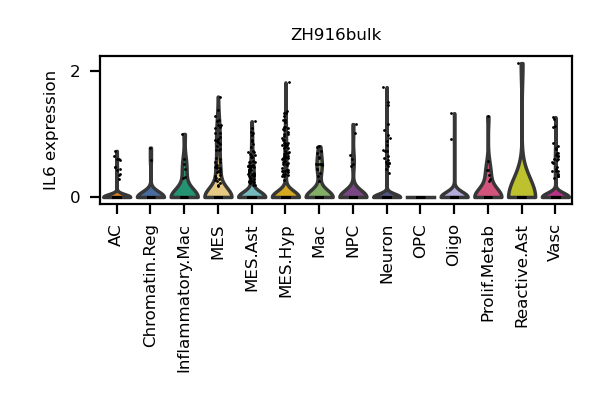 ZH916bulk
IL6 expression
2
0
AC
Chromatin.Reg
Inflammatory.Mac
MES
MES.Ast
MES.Hyp
Mac
NPC
Neuron
OPC
Oligo
Prolif.Metab
Reactive.Ast
Vasc